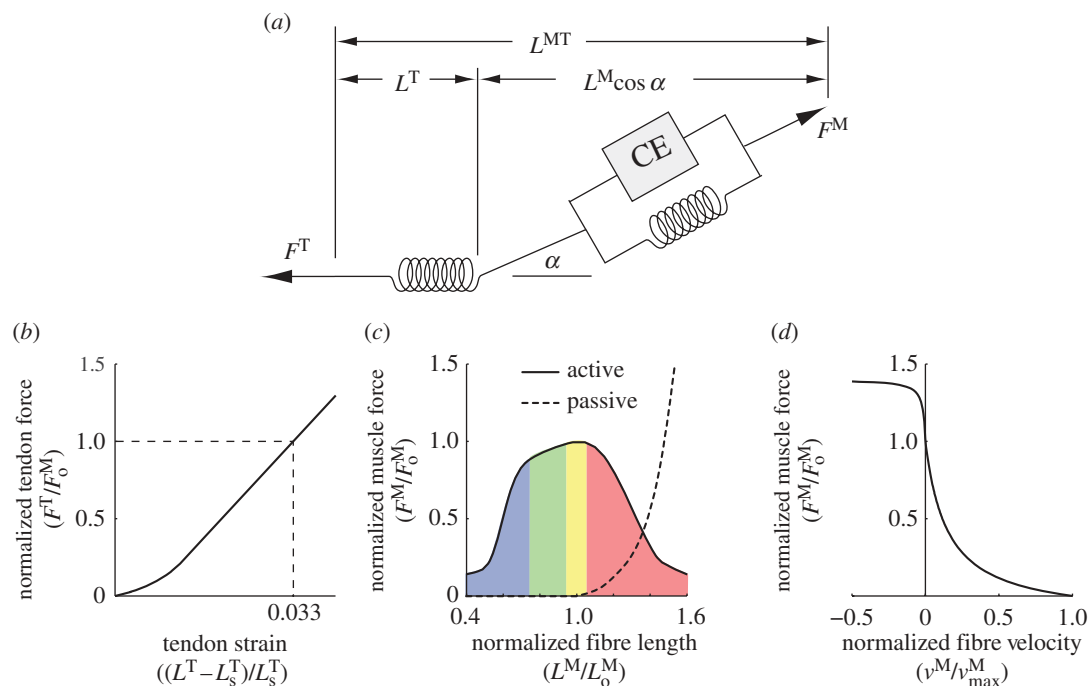 (a)
L^MT
L^T
L^M cos α
F^M
CE
F^T
α
(b)
normalized tendon force
(F^T/F_o^M)
1.5
1.0
0.5
0
0.033
tendon strain
((L^T – L_s^T)/L_s^T)
(c)
normalized muscle force
(F^M/F_o^M)
1.5
1.0
0.5
0
active
passive
0.4
1.0
1.6
normalized fibre length
(L^M/L_o^M)
(d)
normalized muscle force
(F^M/F_o^M)
1.5
1.0
0.5
0
–0.5
0
0.5
1.0
normalized fibre velocity
(v^M/v_max^M)